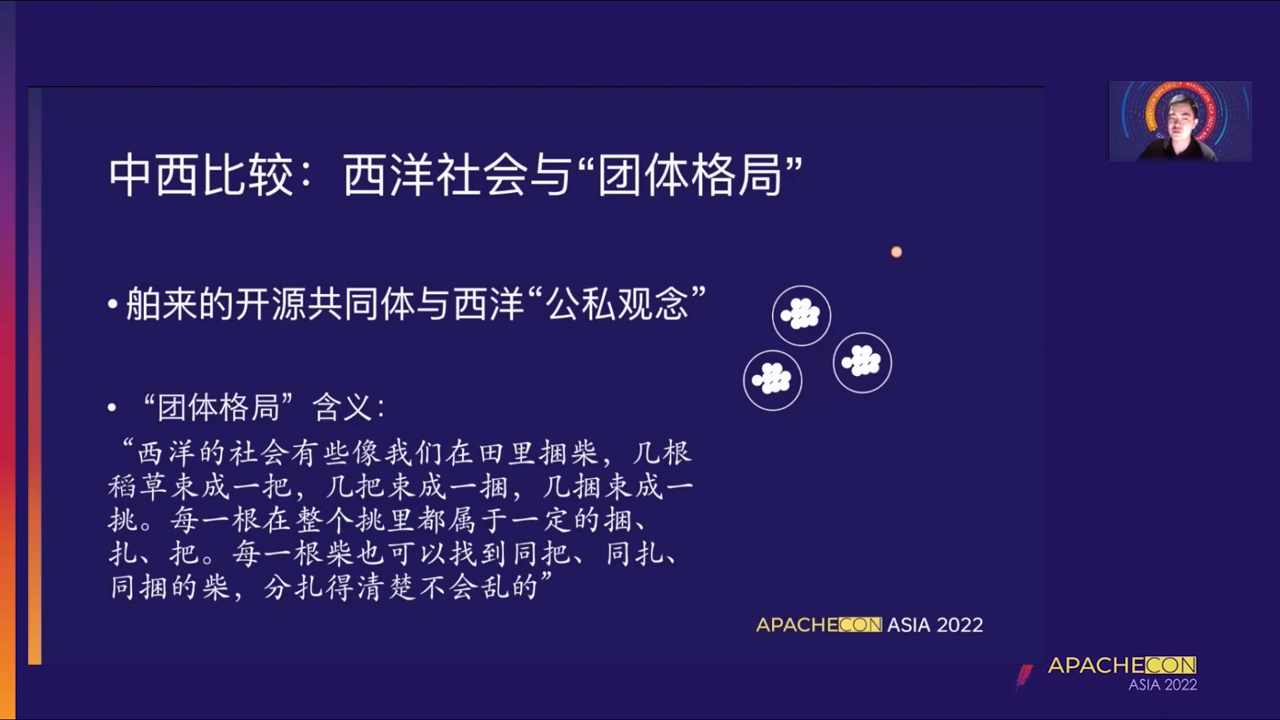 中西比较：西洋社会与“团体格局”
•舶来的开源共同体与西洋“公私观念”
• “团体格局”含义：
“西洋的社会有些像我们在田里捆柴，几根
稻草束成一把，几把束成一捆，几捆束成一
挑。每一根在整个挑里都属于一定的捆、
扎、把。每一根柴也可以找到同把、同扎、
同捆的柴，分扎得清楚不会乱的”
APACHECON ASIA 2022
APACHECON
ASIA 2022